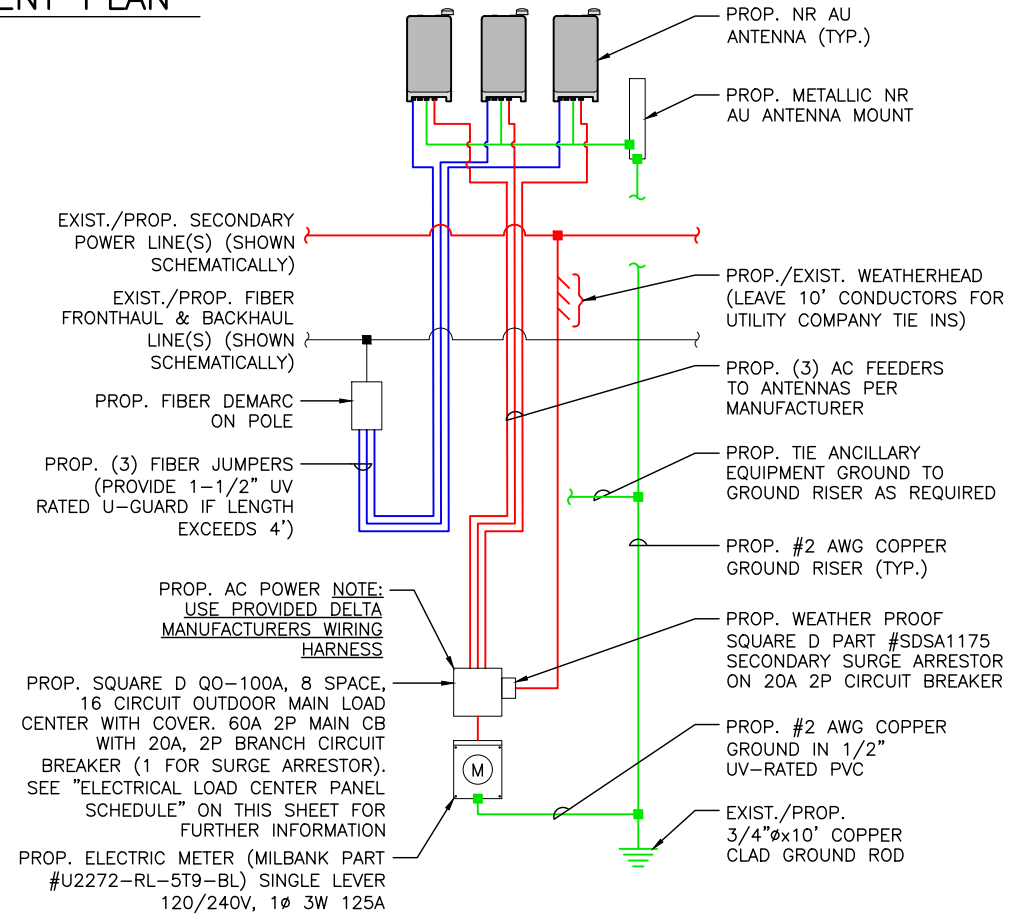 ENT PLAN
PROP. NR AU
ANTENNA (TYP.)
PROP. METALLIC NR
AU ANTENNA MOUNT
EXIST./PROP. SECONDARY
POWER LINE(S) (SHOWN
SCHEMATICALLY)
EXIST./PROP. FIBER
FRONTHAUL & BACKHAUL
LINE(S) (SHOWN
SCHEMATICALLY)
PROP. FIBER DEMARC
ON POLE
PROP. (3) FIBER JUMPERS
(PROVIDE 1-1/2" UV
RATED U-GUARD IF LENGTH
EXCEEDS 4')
PROP. AC POWER NOTE:
USE PROVIDED DELTA
MANUFACTURERS WIRING
HARNESS
PROP. SQUARE D QO-100A, 8 SPACE,
16 CIRCUIT OUTDOOR MAIN LOAD
CENTER WITH COVER. 60A 2P MAIN CB
WITH 20A, 2P BRANCH CIRCUIT
BREAKER (1 FOR SURGE ARRESTOR).
SEE "ELECTRICAL LOAD CENTER PANEL
SCHEDULE" ON THIS SHEET FOR
FURTHER INFORMATION
PROP. ELECTRIC METER (MILBANK PART
#U2272-RL-5T9-BL) SINGLE LEVER
120/240V, 1ø 3W 125A
M
PROP./EXIST. WEATHERHEAD
(LEAVE 10' CONDUCTORS FOR
UTILITY COMPANY TIE INS)
PROP. (3) AC FEEDERS
TO ANTENNAS PER
MANUFACTURER
PROP. TIE ANCILLARY
EQUIPMENT GROUND TO
GROUND RISER AS REQUIRED
PROP. #2 AWG COPPER
GROUND RISER (TYP.)
PROP. WEATHER PROOF
SQUARE D PART #SDSA1175
SECONDARY SURGE ARRESTOR
ON 20A 2P CIRCUIT BREAKER
PROP. #2 AWG COPPER
GROUND IN 1/2"
UV-RATED PVC
EXIST./PROP.
3/4"øx10' COPPER
CLAD GROUND ROD